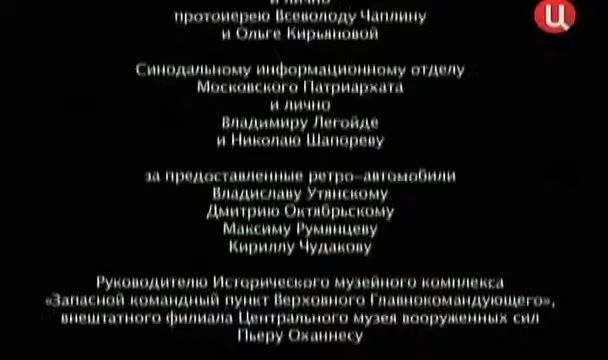 и лично
протоиерею Всеволоду Чаплину
и Ольге Кирьяновой
Синодальному информационному отделу
Московского Патриархата
и лично
Владимиру Легойде
и Николаю Шапореву
за предоставленные ретро-автомобили
Владиславу Утянскому
Дмитрию Октябрьскому
Максиму Румянцеву
Кириллу Чудакову
Руководителю Исторического музейного комплекса
«Запасной командный пункт Верховного Главнокомандующего»,
внештатного филиала Центрального музея вооруженных сил
Пьеру Оханнесу
Ц